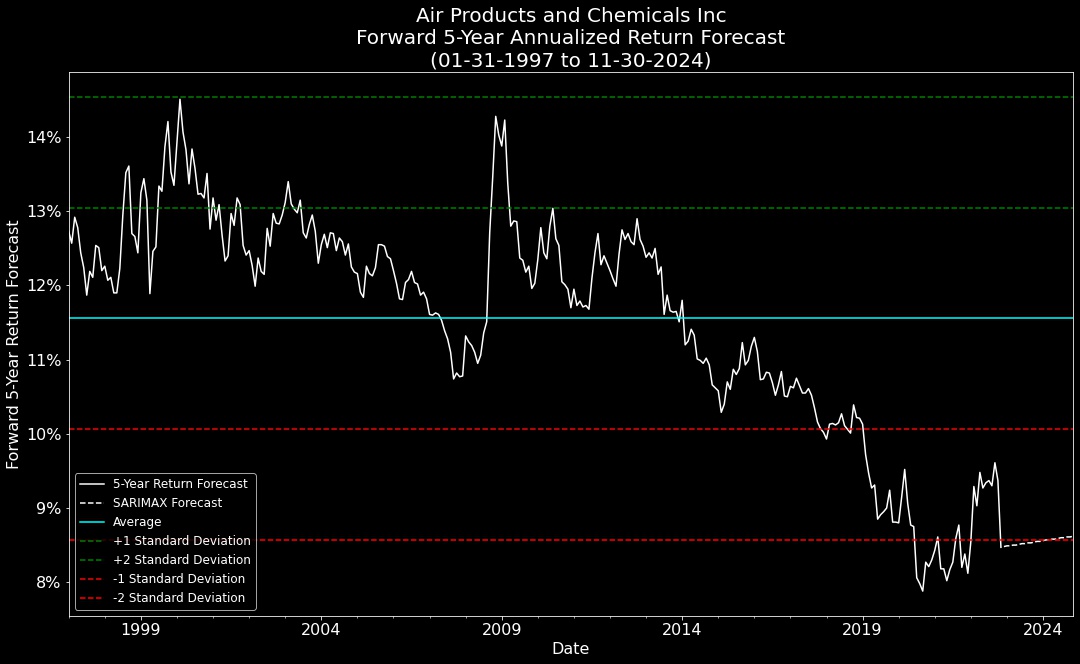 Air Products and Chemicals Inc
Forward 5-Year Annualized Return Forecast
(01-31-1997 to 11-30-2024)
Forward 5-Year Return Forecast
14%
13%
12%
11%
10%
9%
8%
5-Year Return Forecast
SARIMAX Forecast
Average
+1 Standard Deviation
+2 Standard Deviation
-1 Standard Deviation
-2 Standard Deviation
1999 2004 2009 2014 2019 2024
Date